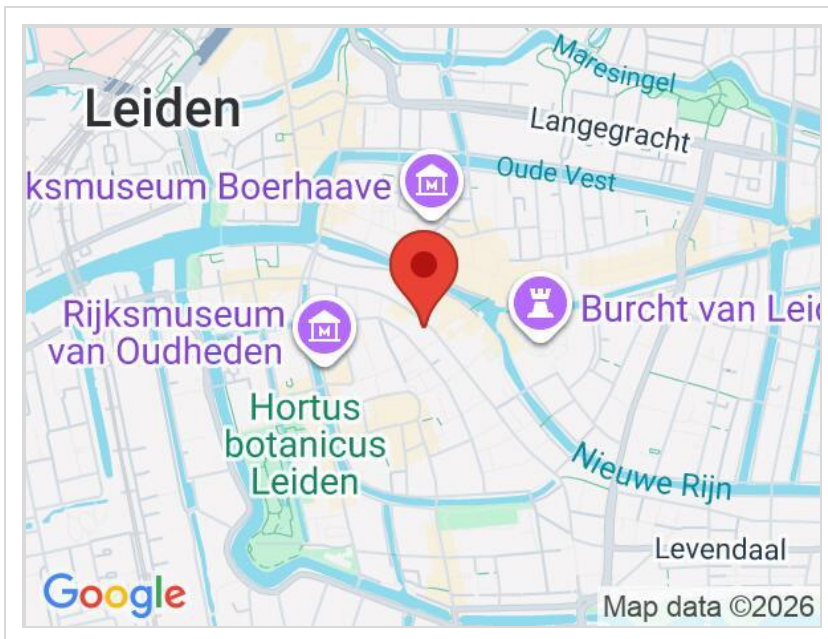 Maresingel
Leiden
Langegracht
Oude Vest
ksmuseum Boerhaave
Rijksmuseum
van Oudheden
Burcht van Leid
Hortus
botanicus
Leiden
Nieuwe Rijn
Levendaal
Google
Map data ©2026